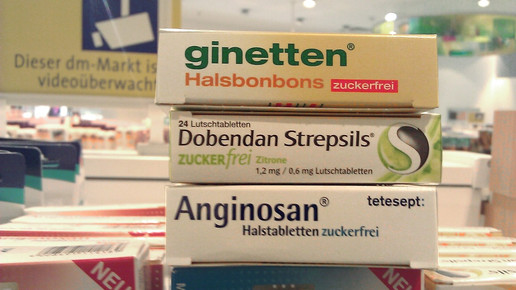 Dieser dm-Markt is
videoüberwach
ginetten®
Halsbonbons zuckerfrei
24 Lutschtabletten
Dobendan Strepsils®
ZUCKERfrei Zitrone
1,2 mg / 0,6 mg Lutschtabletten
Anginosan® tetesept:
Halstabletten zuckerfrei
NEU
NEU